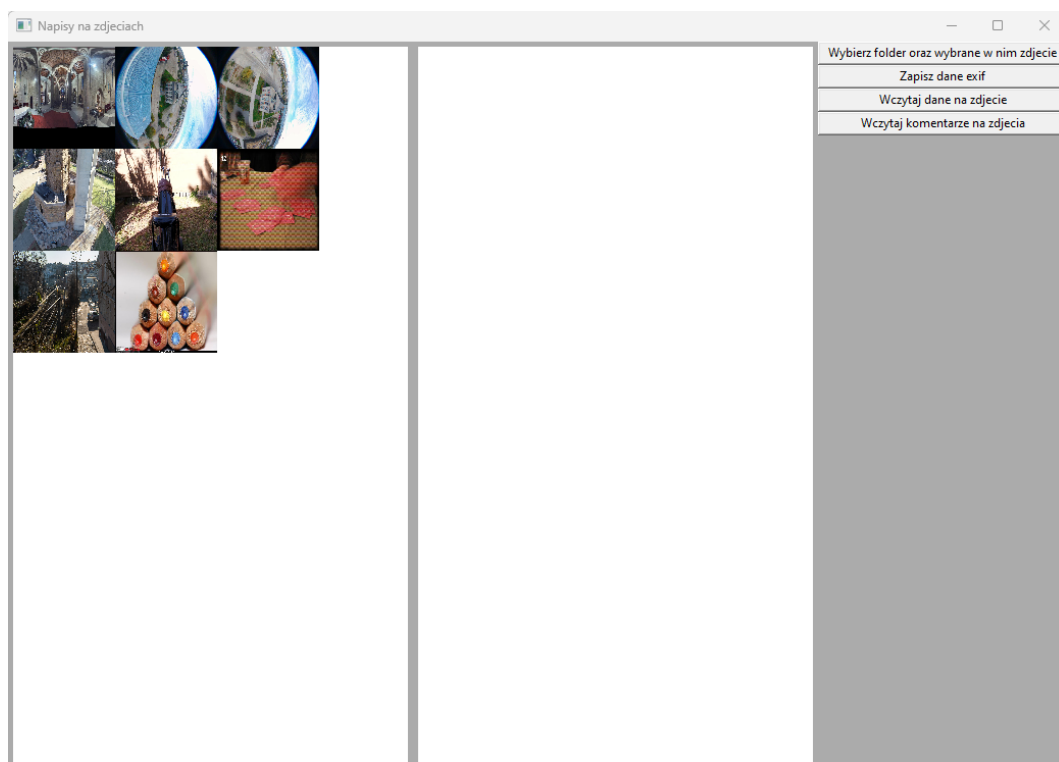 Napisy na zdjeciach
Wybierz folder oraz wybrane w nim zdjecie
Zapisz dane exif
Wczytaj dane na zdjecie
Wczytaj komentarze na zdjecia